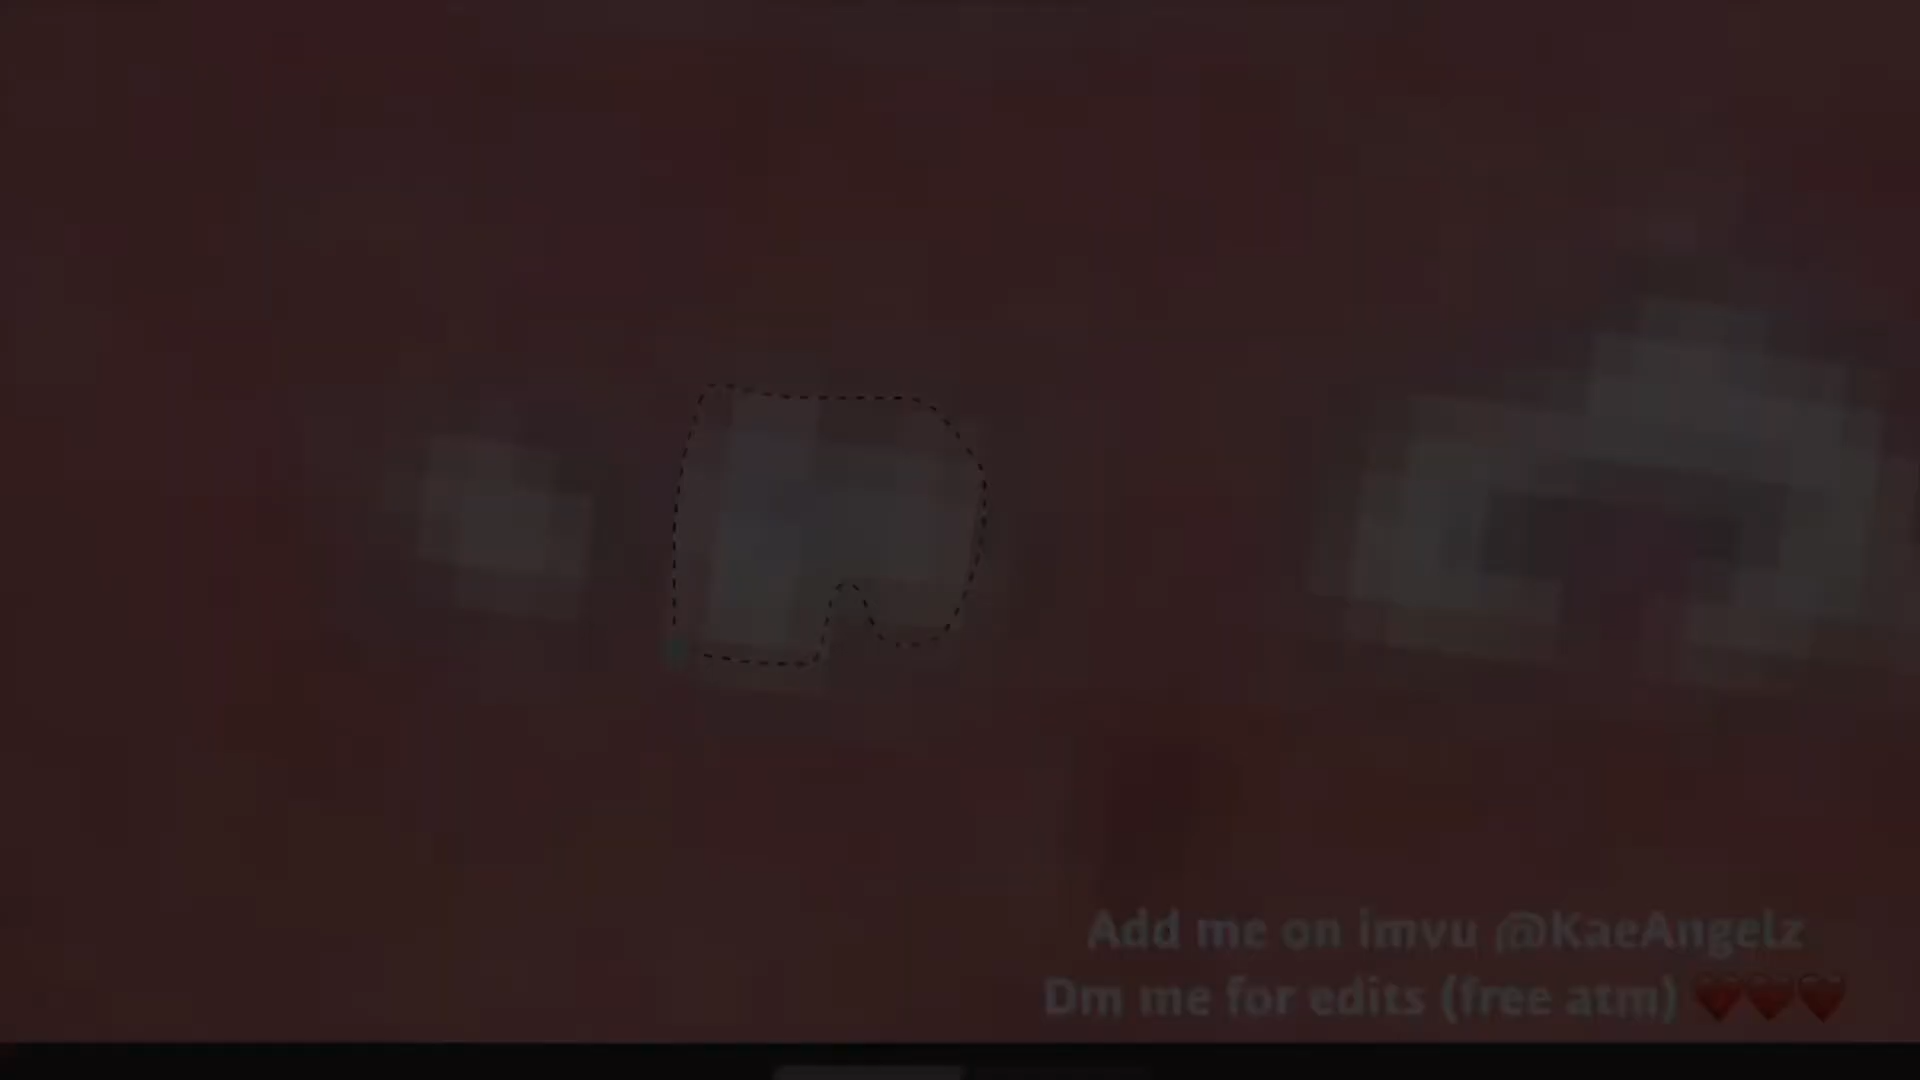 Add me on imvu @KaeAngelz
Dm me for edits (free atm) ❤️❤️❤️